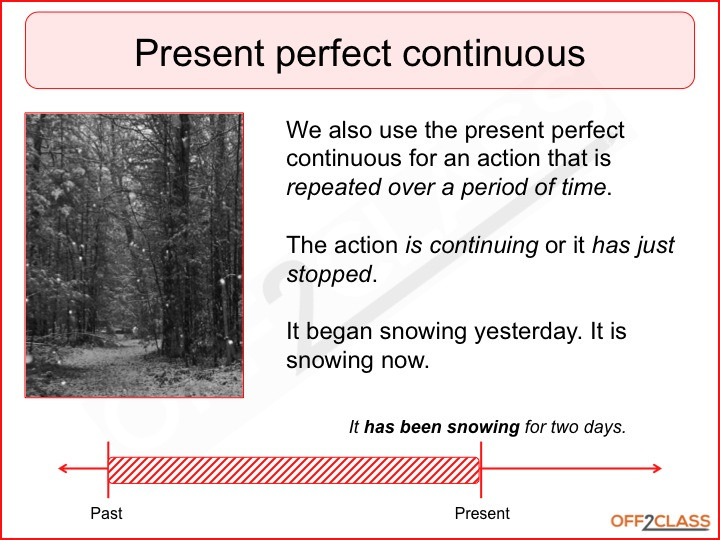 Present perfect continuous
We also use the present perfect
continuous for an action that is
repeated over a period of time.
The action is continuing or it has just
stopped.
It began snowing yesterday. It is
snowing now.
It has been snowing for two days.
Past
Present
OFF2CLASS
OFF2CLASS